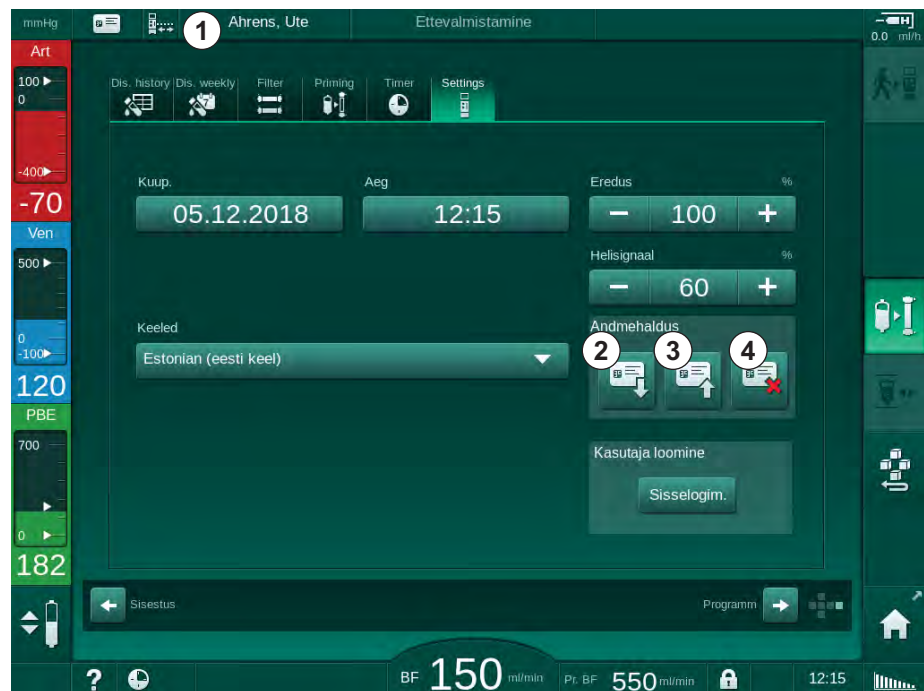 mmHg
1
Ahrens, Ute
Ettevalmistamine
0.0 ml/h
Art
100
0
-400
-70
Ven
500
0
-100
120
PBE
700
0
182
Dis. history
Dis. weekly
7
Filter
Priming
Timer
Settings
Kuup.
Aeg
Eredus %
05.12.2018
12:15
− 100 +
Helisignaal %
− 60 +
Keeled
Estonian (eesti keel)
Andmehaldus
2
3
4
Kasutaja loomine
Sisselogim.
Sisestus
Programm
?
BF 150 ml/min
Pr. BF 550 ml/min
12:15